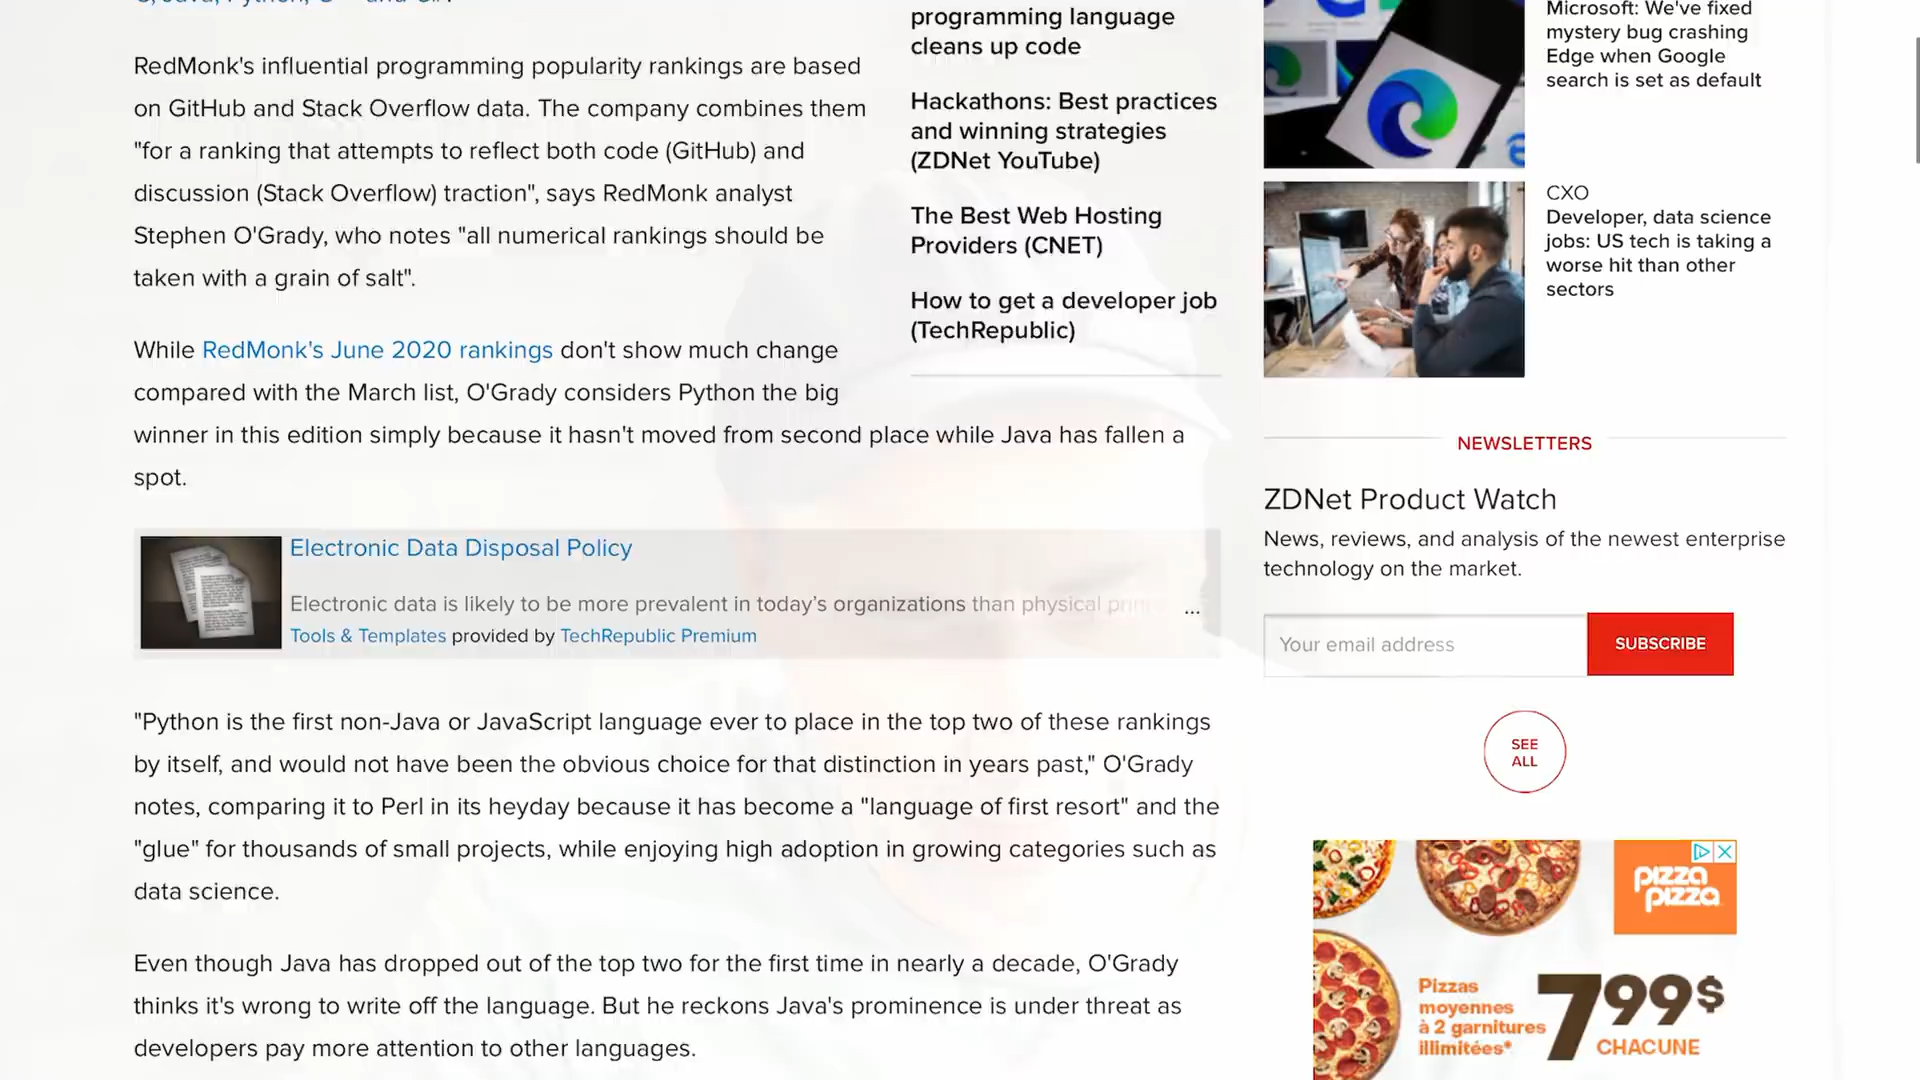 RedMonk's influential programming popularity rankings are based
on GitHub and Stack Overflow data. The company combines them
"for a ranking that attempts to reflect both code (GitHub) and
discussion (Stack Overflow) traction", says RedMonk analyst
Stephen O'Grady, who notes "all numerical rankings should be
taken with a grain of salt".
While RedMonk's June 2020 rankings don't show much change
compared with the March list, O'Grady considers Python the big
winner in this edition simply because it hasn't moved from second place while Java has fallen a
spot.
Electronic Data Disposal Policy
Electronic data is likely to be more prevalent in today's organizations than physical ...
Tools & Templates provided by TechRepublic Premium
"Python is the first non-Java or JavaScript language ever to place in the top two of these rankings
by itself, and would not have been the obvious choice for that distinction in years past," O'Grady
notes, comparing it to Perl in its heyday because it has become a "language of first resort" and the
"glue" for thousands of small projects, while enjoying high adoption in growing categories such as
data science.
Even though Java has dropped out of the top two for the first time in nearly a decade, O'Grady
thinks it's wrong to write off the language. But he reckons Java's prominence is under threat as
developers pay more attention to other languages.
programming language
cleans up code
Hackathons: Best practices
and winning strategies
(ZDNet YouTube)
The Best Web Hosting
Providers (CNET)
How to get a developer job
(TechRepublic)
Microsoft: We've fixed
mystery bug crashing
Edge when Google
search is set as default
CXO
Developer, data science
jobs: US tech is taking a
worse hit than other
sectors
NEWSLETTERS
ZDNet Product Watch
News, reviews, and analysis of the newest enterprise
technology on the market.
Your email address
SUBSCRIBE
SEE
ALL
pizza
pizza
Pizzas
moyennes
à 2 garnitures
illimitées*
7 99$
CHACUNE